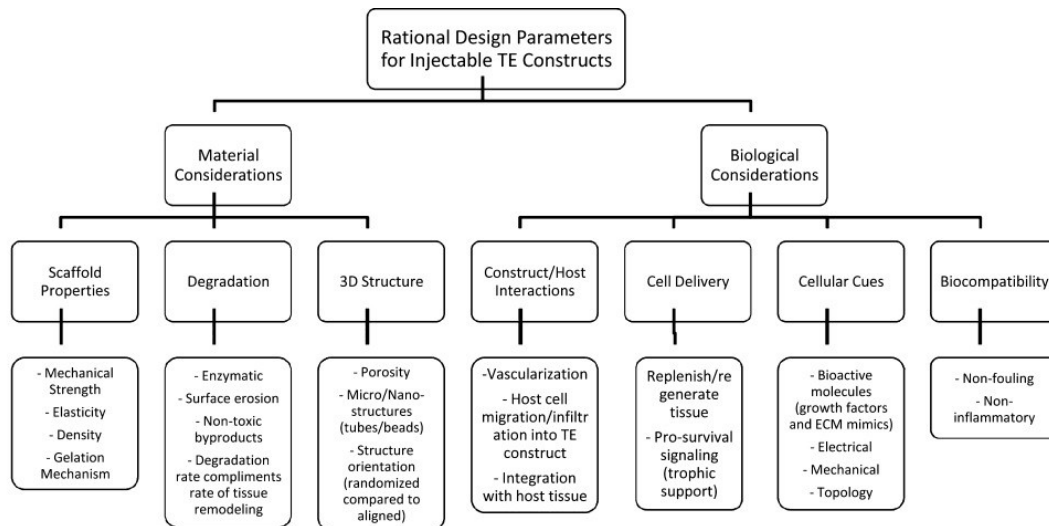 Rational Design Parameters
for Injectable TE Constructs
Material
Considerations
Biological
Considerations
Scaffold
Properties
Degradation
3D Structure
Construct/Host
Interactions
Cell Delivery
Cellular Cues
Biocompatibility
- Mechanical
Strength
- Elasticity
- Density
- Gelation
Mechanism
- Enzymatic
- Surface erosion
- Non-toxic
byproducts
- Degradation
rate compliments
rate of tissue
remodeling
- Porosity
- Micro/Nano-
structures
(tubes/beads)
- Structure
orientation
(randomized
compared to
aligned)
-Vascularization
- Host cell
migration/infiltr
ation into TE
construct
- Integration
with host tissue
Replenish/re
generate tissue
- Pro-survival
signaling
(trophic
support)
- Bioactive
molecules
(growth factors
and ECM mimics)
- Electrical
- Mechanical
- Topology
- Non-fouling
- Non-
inflammatory